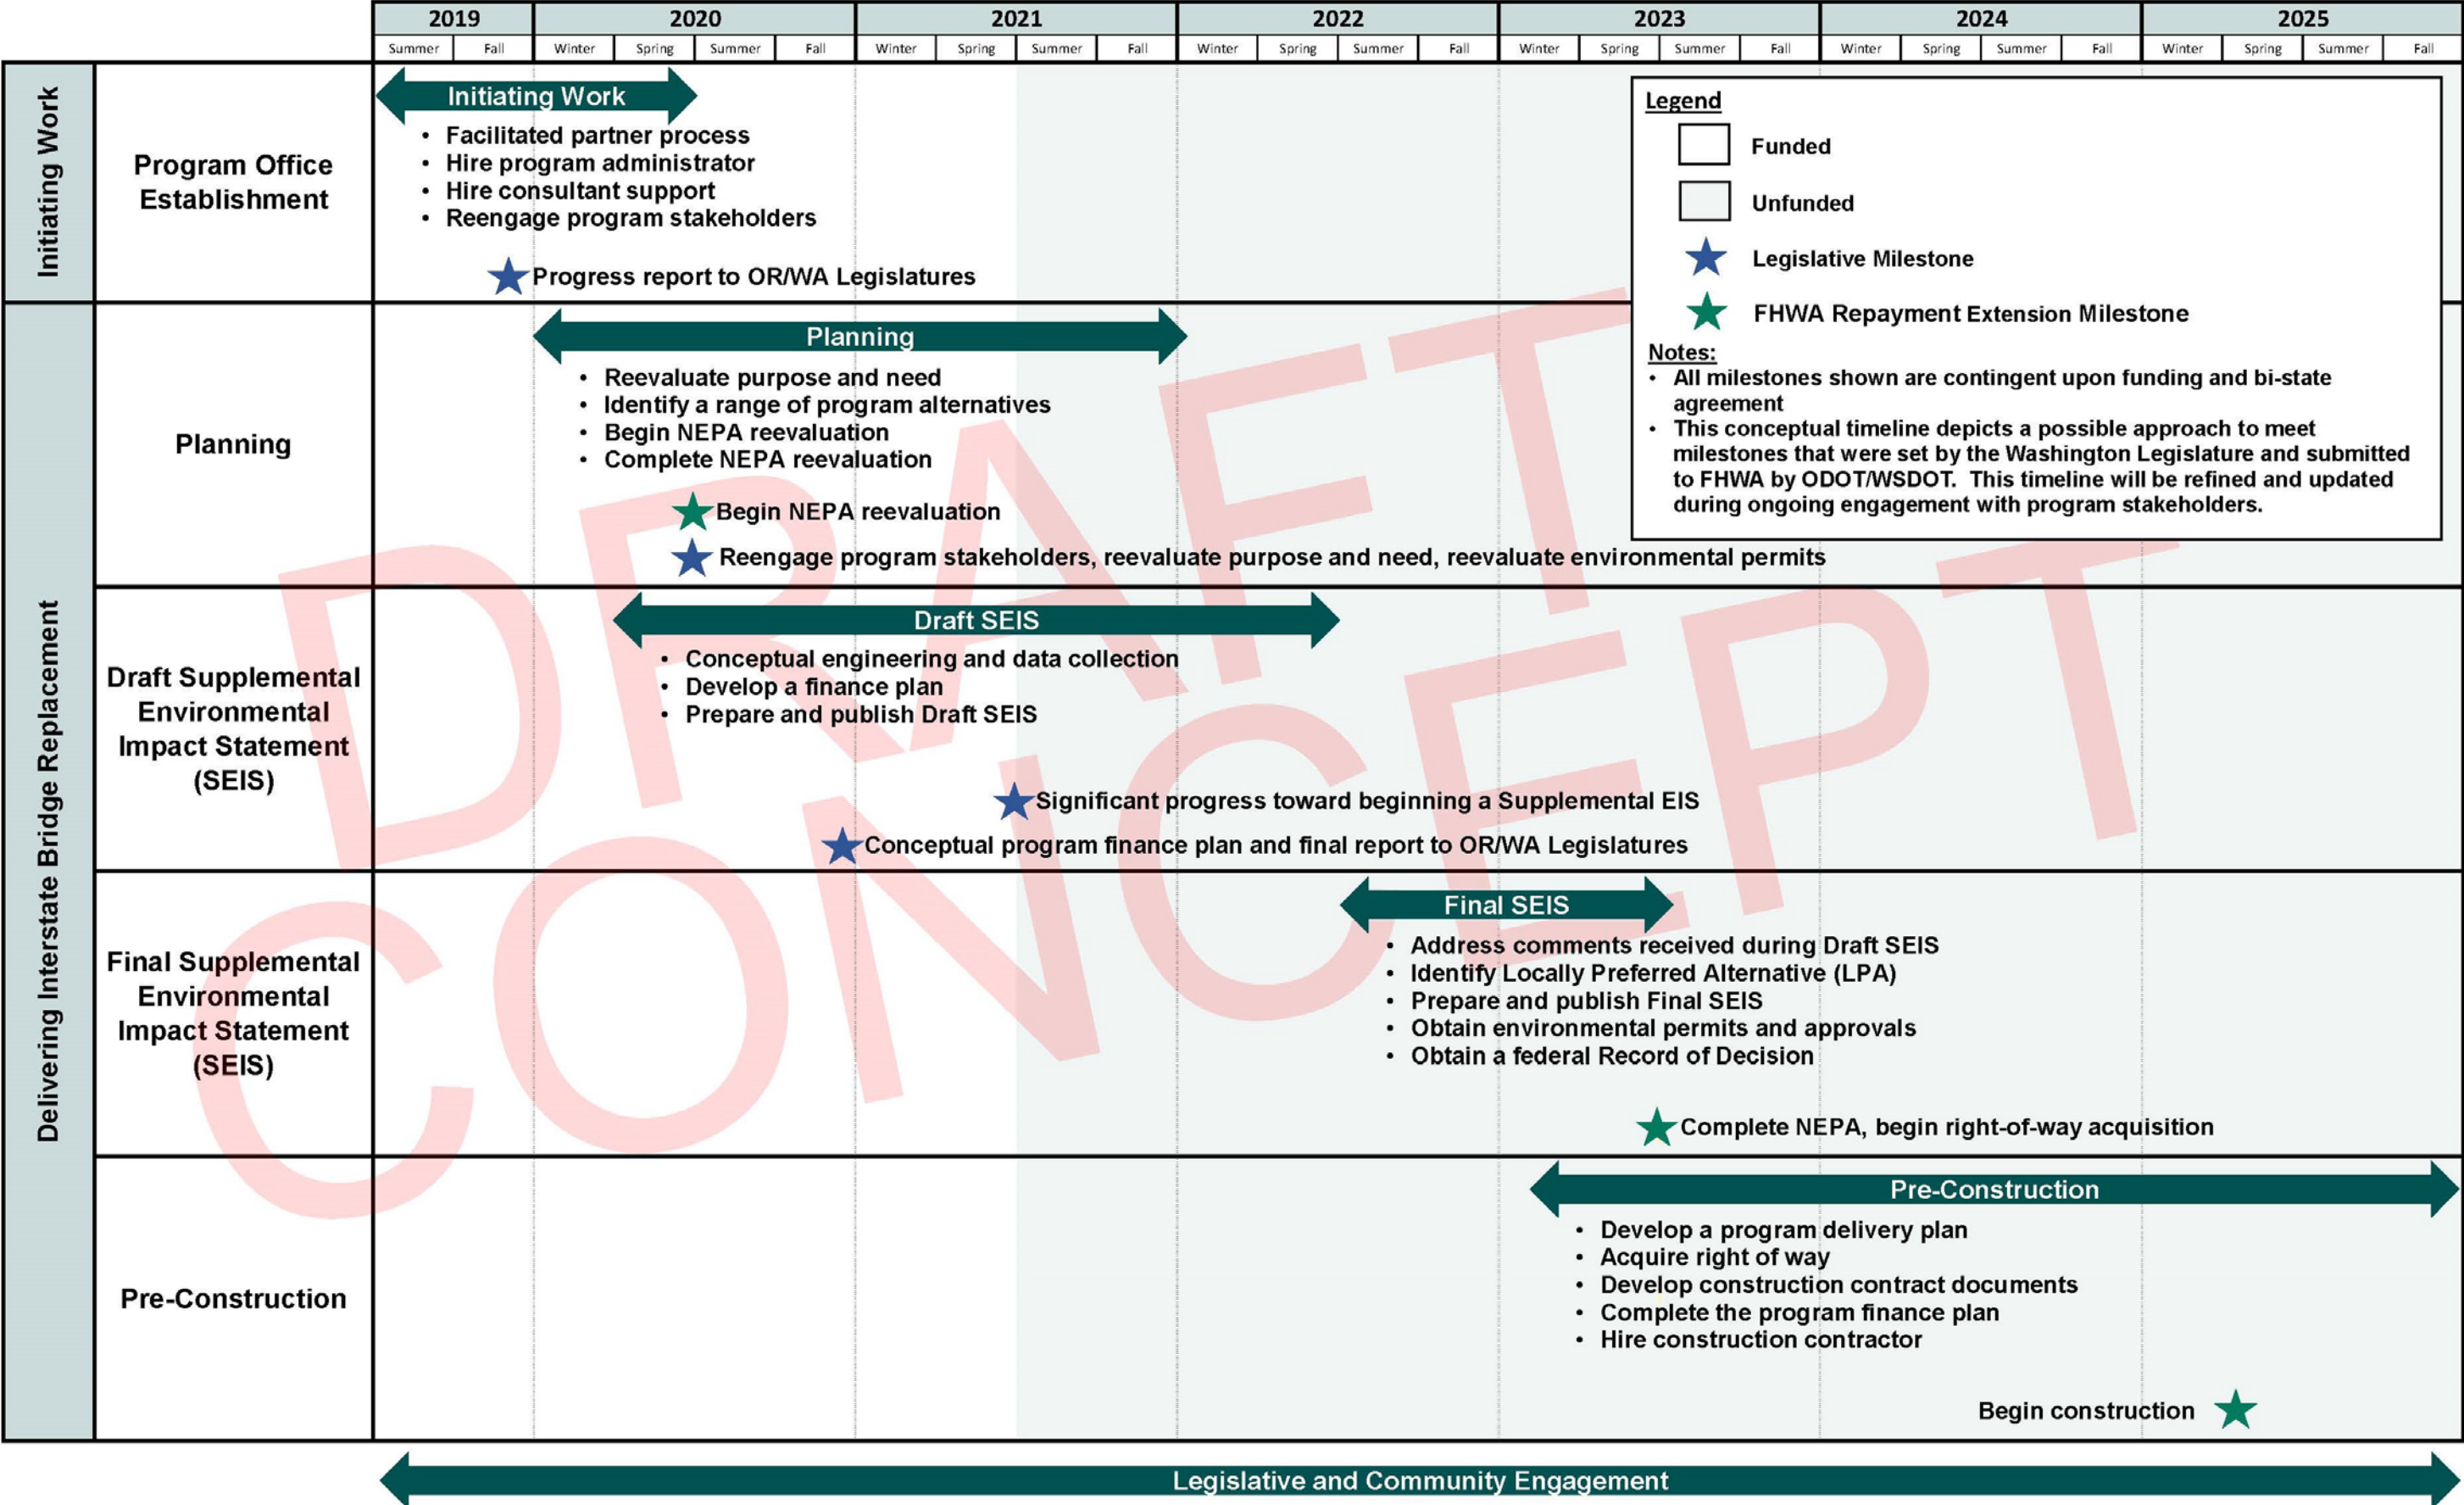 2019 2020 2021 2022 2023 2024 2025
Summer Fall Winter Spring Summer Fall Winter Spring Summer Fall Winter Spring Summer Fall Winter Spring Summer Fall Winter Spring Summer Fall Winter Spring Summer Fall
Initiating Work
Program Office
Establishment
Initiating Work
• Facilitated partner process
• Hire program administrator
• Hire consultant support
• Reengage program stakeholders
Progress report to OR/WA Legislatures
Legend
Funded
Unfunded
Legislative Milestone
FHWA Repayment Extension Milestone
Notes:
• All milestones shown are contingent upon funding and bi-state
agreement
• This conceptual timeline depicts a possible approach to meet
milestones that were set by the Washington Legislature and submitted
to FHWA by ODOT/WSDOT. This timeline will be refined and updated
during ongoing engagement with program stakeholders.
Delivering Interstate Bridge Replacement
Planning
Planning
• Reevaluate purpose and need
• Identify a range of program alternatives
• Begin NEPA reevaluation
• Complete NEPA reevaluation
Begin NEPA reevaluation
Reengage program stakeholders, reevaluate purpose and need, reevaluate environmental permits
Draft Supplemental
Environmental
Impact Statement
(SEIS)
Draft SEIS
• Conceptual engineering and data collection
• Develop a finance plan
• Prepare and publish Draft SEIS
Significant progress toward beginning a Supplemental EIS
Conceptual program finance plan and final report to OR/WA Legislatures
Final Supplemental
Environmental
Impact Statement
(SEIS)
Final SEIS
• Address comments received during Draft SEIS
• Identify Locally Preferred Alternative (LPA)
• Prepare and publish Final SEIS
• Obtain environmental permits and approvals
• Obtain a federal Record of Decision
Complete NEPA, begin right-of-way acquisition
Pre-Construction
Pre-Construction
• Develop a program delivery plan
• Acquire right of way
• Develop construction contract documents
• Complete the program finance plan
• Hire construction contractor
Begin construction
Legislative and Community Engagement
DRAFT
CONCEPT